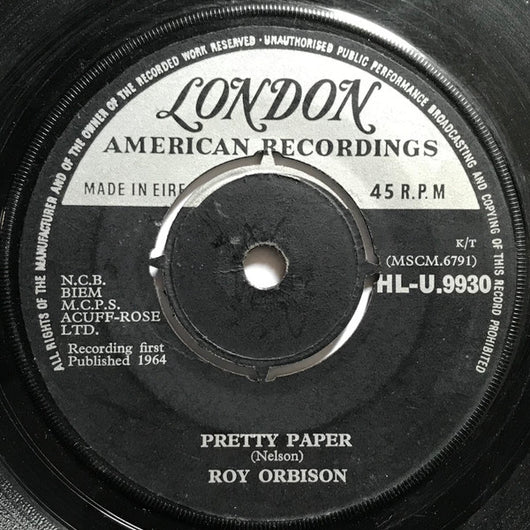 ALL RIGHTS OF THE MANUFACTURER AND OF THE OWNER OF THE RECORDED WORK RESERVED · UNAUTHORISED PUBLIC PERFORMANCE BROADCASTING AND COPYING OF THIS RECORD PROHIBITED
LONDON
AMERICAN RECORDINGS
MADE IN EIRE
45 R.P.M
K/T
(MSCM.6791)
HL-U.9930
N.C.B.
BIEM
M.C.P.S.
ACUFF-ROSE
LTD.
Recording first
Published 1964
PRETTY PAPER
(Nelson)
ROY ORBISON